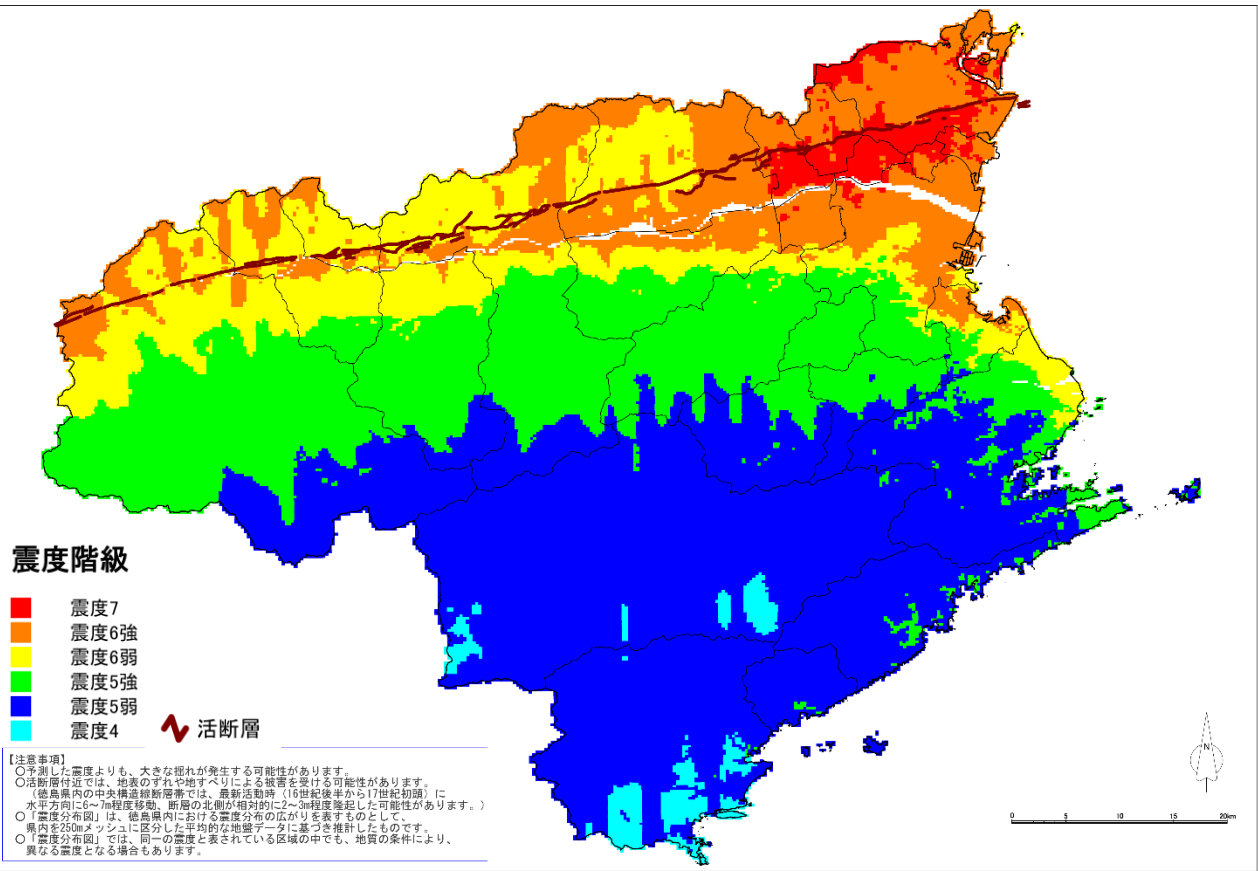 震度階級
震度7
震度6強
震度6弱
震度5強
震度5弱
震度4
活断層
【注意事項】
○予測した震度よりも、大きな揺れが発生する可能性があります。
○活断層付近では、地表のずれや地すべりによる被害を受ける可能性があります。
（徳島県内の中央構造線断層帯では、最新活動時（16世紀後半から17世紀初頭）に
水平方向に6～7m程度移動、断層の北側が相対的に2～3m程度隆起した可能性があります。）
○「震度分布図」は、徳島県内における震度分布の広がりを表すものとして、
県内を250mメッシュに区分した平均的な地盤データに基づき推計したものです。
○「震度分布図」では、同一の震度と表されている区域の中でも、地質の条件により、
異なる震度となる場合もあります。
N
0 5 10 20km